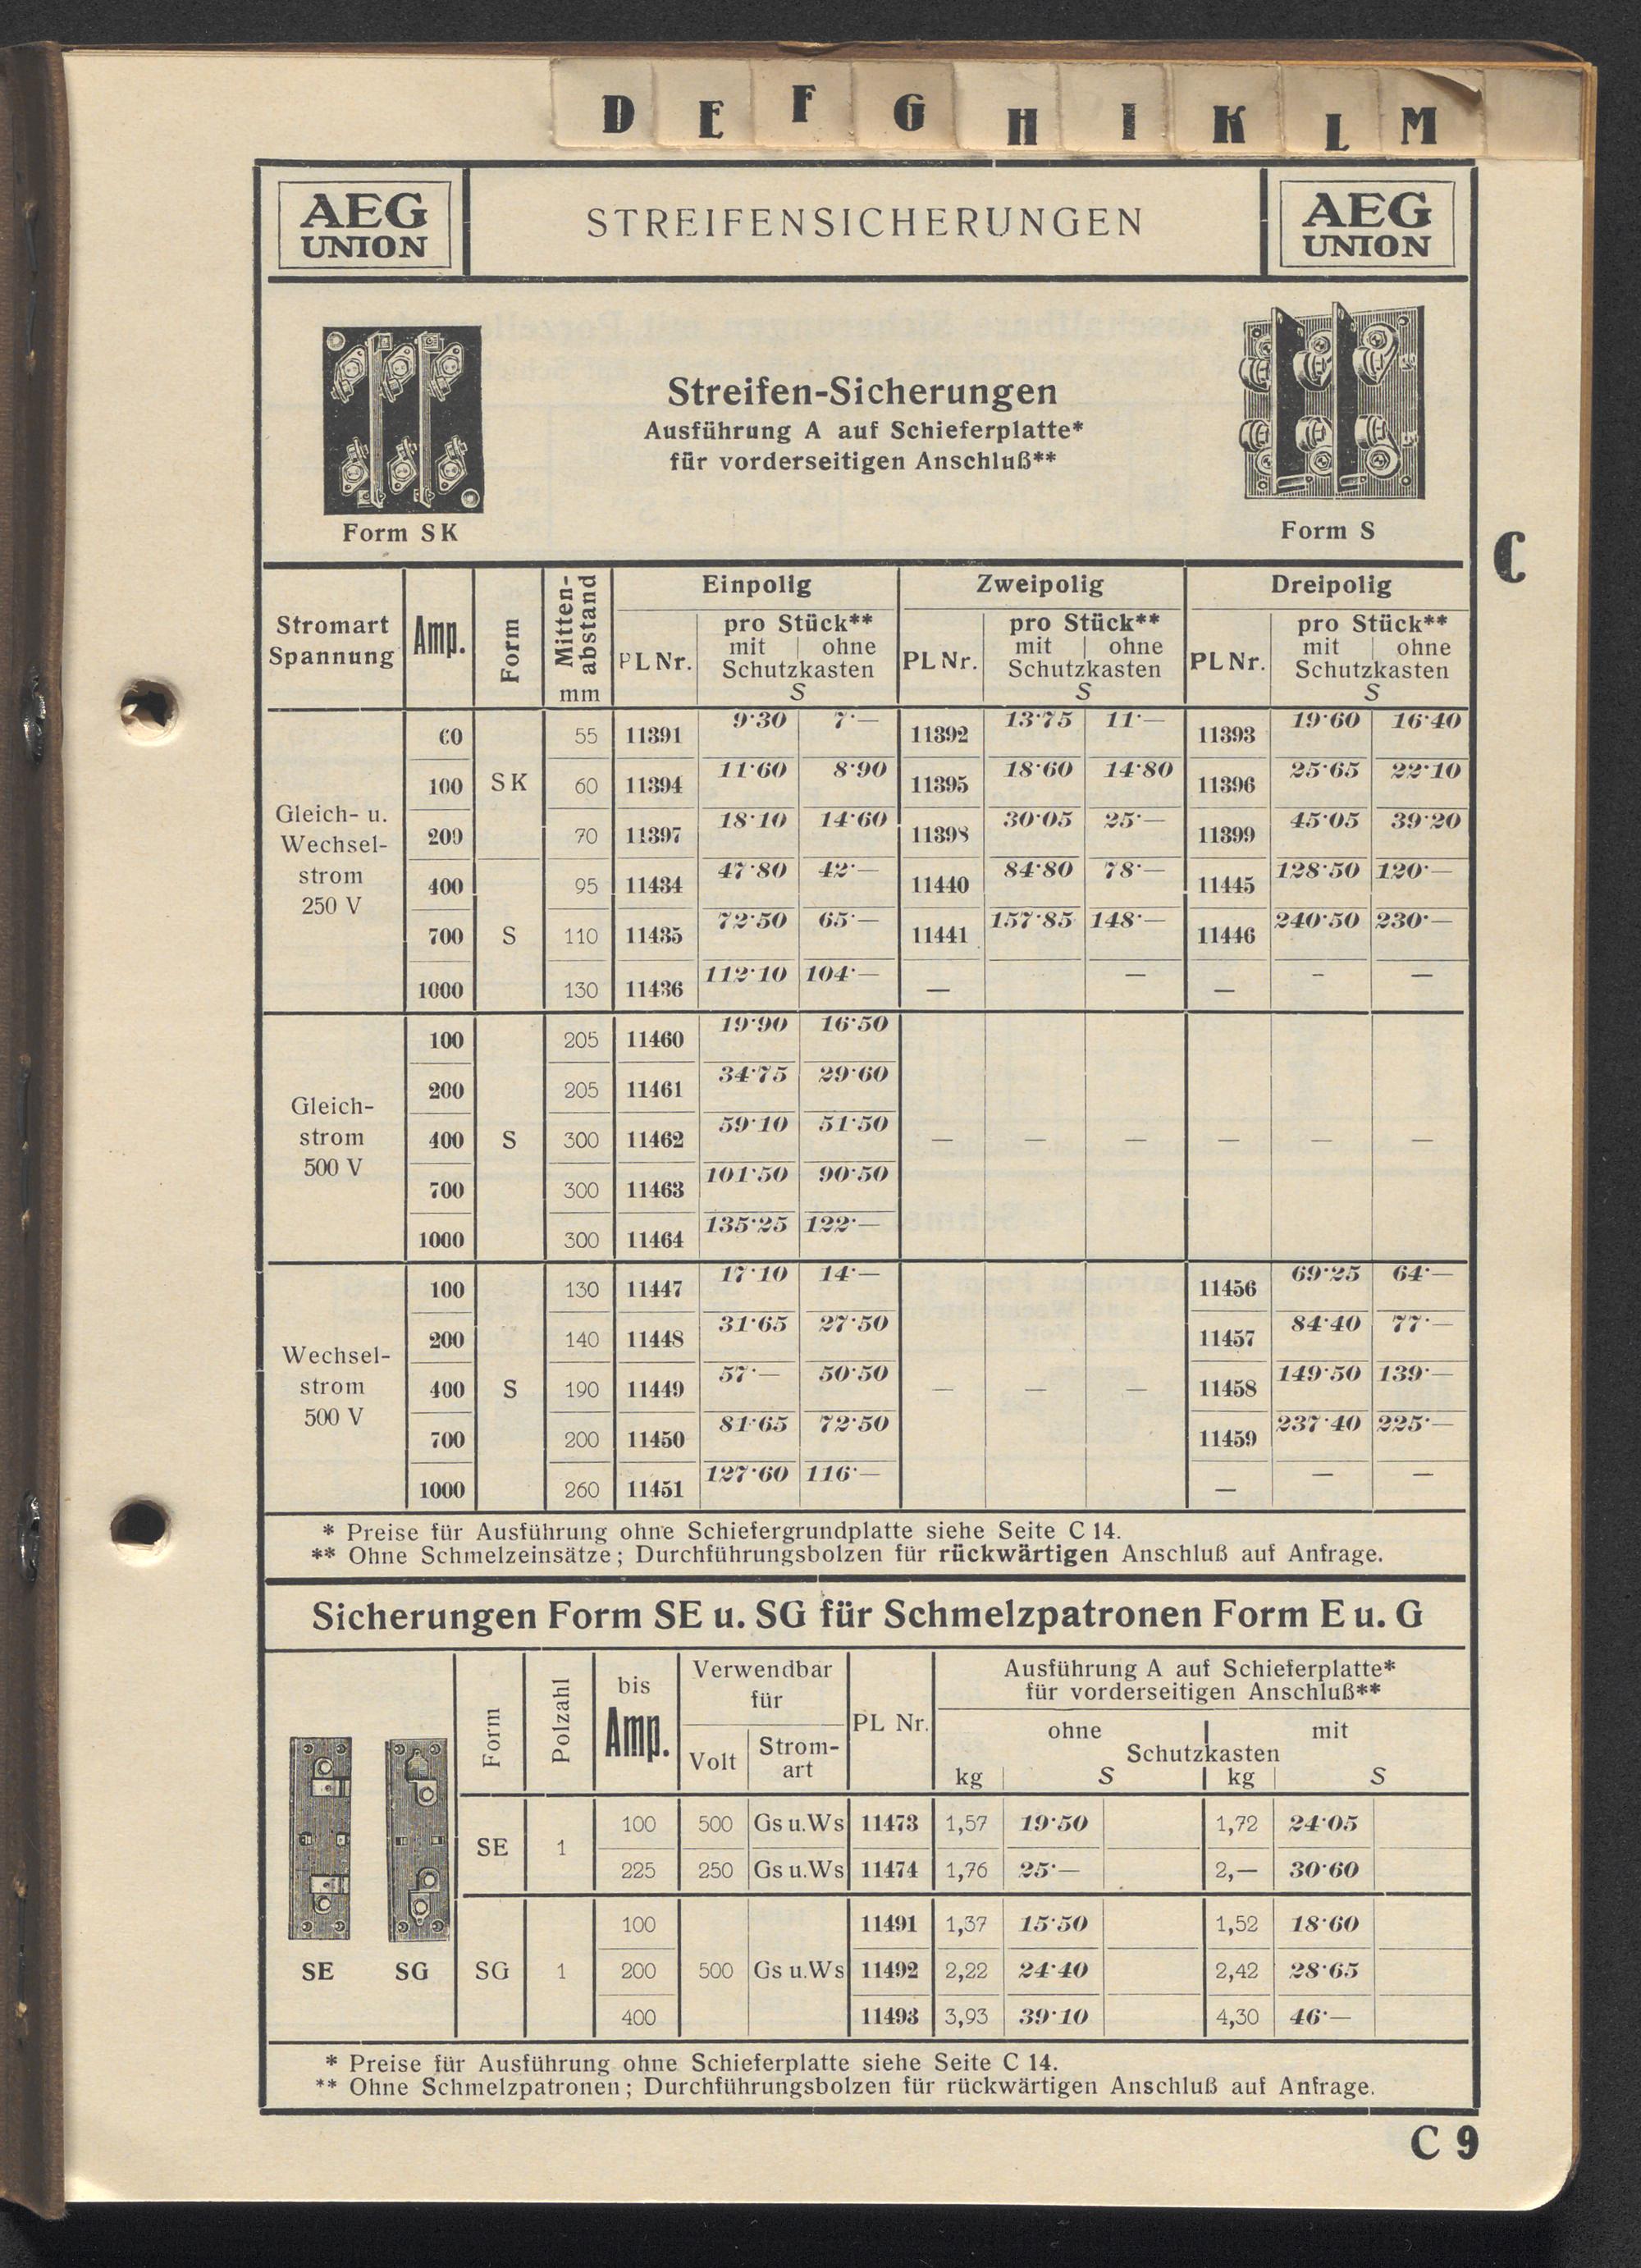 D E F G H I K L M
AEG
UNION
STREIFENSICHERUNGEN
AEG
UNION
Streifen-Sicherungen
Ausführung A auf Schieferplatte*
für vorderseitigen Anschluß**
Form SK
Form S
C
Stromart
Spannung
Amp.
Form
Mitten-
abstand
mm
Einpolig
Zweipolig
Dreipolig
PL Nr.
pro Stück**
mit | ohne
Schutzkasten
S
PL Nr.
pro Stück**
mit | ohne
Schutzkasten
S
PL Nr.
pro Stück**
mit | ohne
Schutzkasten
S
Gleich- u.
Wechsel-
strom
250 V
SK
S
60 55 11391 9·30 7·— 11392 13·75 11·— 11393 19·60 16·40
100 60 11394 11·60 8·90 11395 18·60 14·80 11396 25·65 22·10
200 70 11397 18·10 14·60 11398 30·05 25·— 11399 45·05 39·20
400 95 11434 47·80 42·— 11440 84·80 78·— 11445 128·50 120·—
700 110 11435 72·50 65·— 11441 157·85 148·— 11446 240·50 230·—
1000 130 11436 112·10 104·— — — — – —
Gleich-
strom
500 V
S
100 205 11460 19·90 16·50
200 205 11461 34·75 29·60
400 300 11462 59·10 51·50 — — — — — —
700 300 11463 101·50 90·50
1000 300 11464 135·25 122·—
Wechsel-
strom
500 V
S
100 130 11447 17·10 14·— 11456 69·25 64·—
200 140 11448 31·65 27·50 11457 84·40 77·—
400 190 11449 57·— 50·50 — — — 11458 149·50 139·—
700 200 11450 81·65 72·50 11459 237·40 225·—
1000 260 11451 127·60 116·— — — —
* Preise für Ausführung ohne Schiefergrundplatte siehe Seite C 14.
** Ohne Schmelzeinsätze; Durchführungsbolzen für rückwärtigen Anschluß auf Anfrage.
Sicherungen Form SE u. SG für Schmelzpatronen Form E u. G
Form
Polzahl
bis
Amp.
Verwendbar
für
Volt
Strom-
art
PL Nr.
Ausführung A auf Schieferplatte*
für vorderseitigen Anschluß**
ohne | mit
Schutzkasten
kg | S | kg | S
SE SG
SE 1
100 500 Gs u.Ws 11473 1,57 19·50 1,72 24·05
225 250 Gs u.Ws 11474 1,76 25·— 2,— 30·60
SG 1
100 11491 1,37 15·50 1,52 18·60
200 500 Gs u.Ws 11492 2,22 24·40 2,42 28·65
400 11493 3,93 39·10 4,30 46·—
* Preise für Ausführung ohne Schieferplatte siehe Seite C 14.
** Ohne Schmelzpatronen; Durchführungsbolzen für rückwärtigen Anschluß auf Anfrage.
C 9